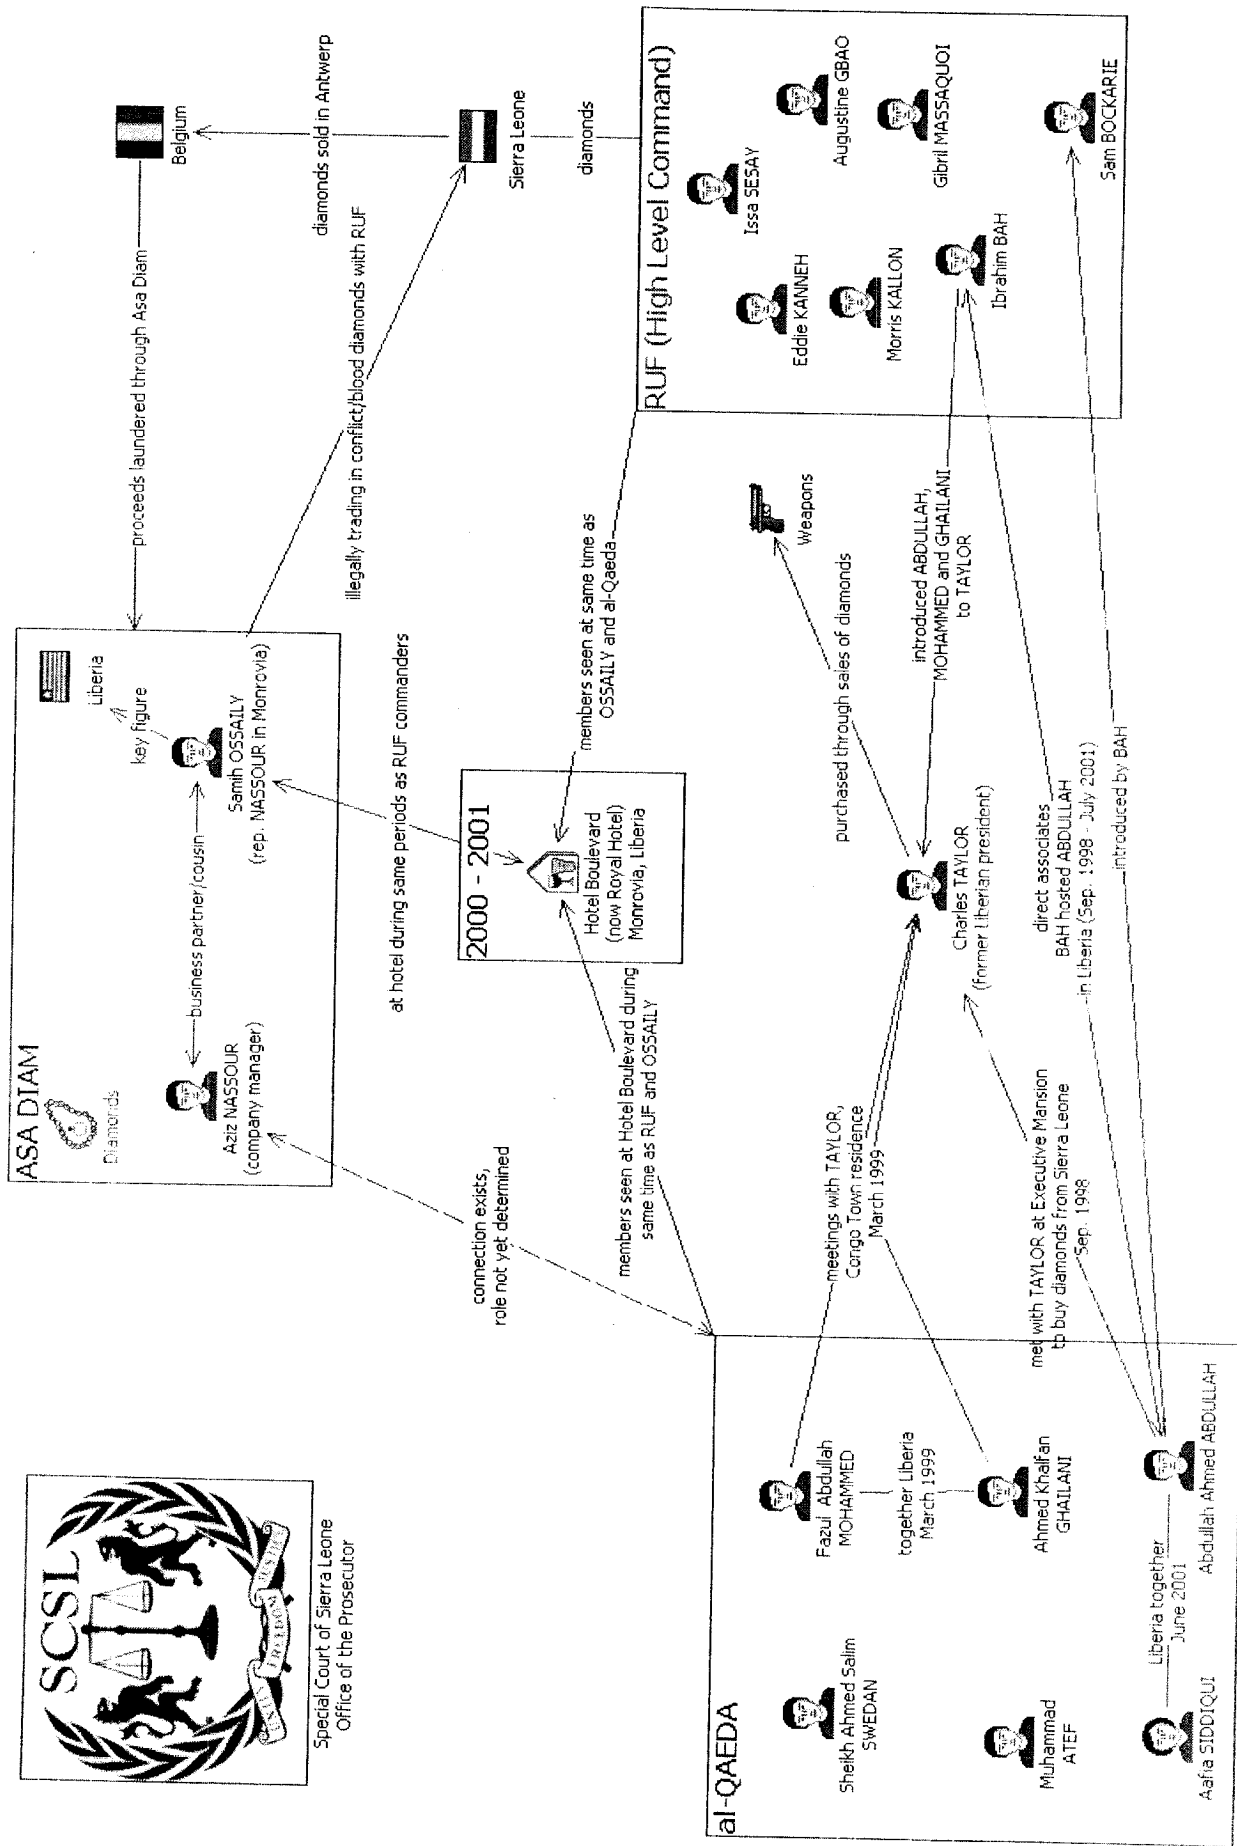 SCSL
FREEDOM
JUSTICE
Special Court of Sierra Leone
Office of the Prosecutor
ASA DIAM
Diamonds
Aziz NASSOUR
(company manager)
business partner/cousin
Samih OSSAILY
(rep. NASSOUR in Monrovia)
key figure
Liberia
proceeds laundered through Asa Diam
Belgium
diamonds sold in Antwerp
illegally trading in conflict/blood diamonds with RUF
Sierra Leone
diamonds
at hotel during same periods as RUF commanders
connection exists,
role not yet determined
2000 - 2001
Hotel Boulevard
(now Royal Hotel)
Monrovia, Liberia
members seen at Hotel Boulevard during
same time as RUF and OSSAILY
members seen at same time as
OSSAILY and al-Qaeda
RUF (High Level Command)
Issa SESAY
Eddie KANNEH
Augustine GBAO
Morris KALLON
Gibril MASSAQUOI
Ibrahim BAH
Sam BOCKARIE
Weapons
purchased through sales of diamonds
introduced ABDULLAH,
MOHAMMED and GHAILANI
to TAYLOR
Charles TAYLOR
(former Liberian president)
meetings with TAYLOR,
Congo Town residence
March 1999
met with TAYLOR at Executive Mansion
to buy diamonds from Sierra Leone
Sep. 1998
direct associates
BAH hosted ABDULLAH
in Liberia (Sep. 1998 - July 2001)
introduced by BAH
al-QAEDA
Sheikh Ahmed Salim
SWEDAN
Fazul Abdullah
MOHAMMED
together Liberia
March 1999
Muhammad
ATEF
Ahmed Khalfan
GHAILANI
Aafia SIDDIQUI
Liberia together
June 2001
Abdullah Ahmed ABDULLAH